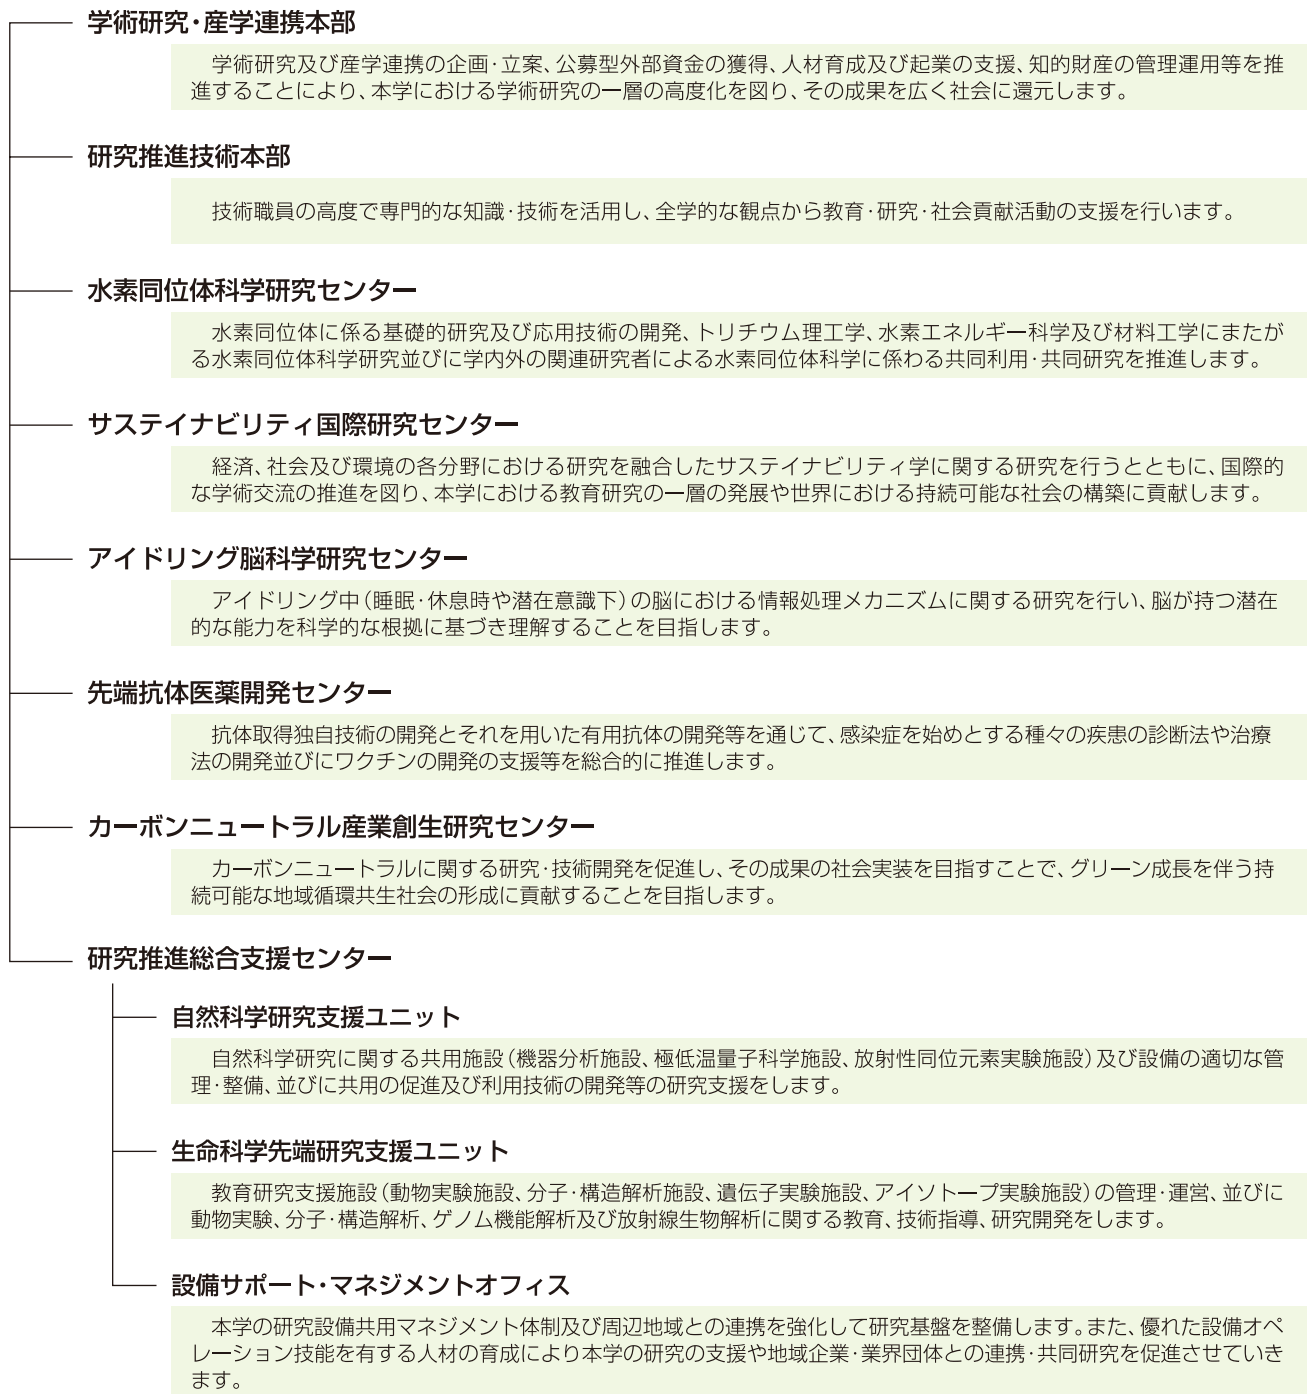 学術研究・産学連携本部
学術研究及び産学連携の企画・立案、公募型外部資金の獲得、人材育成及び起業の支援、知的財産の管理運用等を推
進することにより、本学における学術研究の一層の高度化を図り、その成果を広く社会に還元します。
研究推進技術本部
技術職員の高度で専門的な知識・技術を活用し、全学的な観点から教育・研究・社会貢献活動の支援を行います。
水素同位体科学研究センター
水素同位体に係る基礎的研究及び応用技術の開発、トリチウム理工学、水素エネルギー科学及び材料工学にまたが
る水素同位体科学研究並びに学内外の関連研究者による水素同位体科学に係わる共同利用・共同研究を推進します。
サステイナビリティ国際研究センター
経済、社会及び環境の各分野における研究を融合したサステイナビリティ学に関する研究を行うとともに、国際的
な学術交流の推進を図り、本学における教育研究の一層の発展や世界における持続可能な社会の構築に貢献します。
アイドリング脳科学研究センター
アイドリング中(睡眠・休息時や潜在意識下)の脳における情報処理メカニズムに関する研究を行い、脳が持つ潜在
的な能力を科学的な根拠に基づき理解することを目指します。
先端抗体医薬開発センター
抗体取得独自技術の開発とそれを用いた有用抗体の開発等を通じて、感染症を始めとする種々の疾患の診断法や治療
法の開発並びにワクチンの開発の支援等を総合的に推進します。
カーボンニュートラル産業創生研究センター
カーボンニュートラルに関する研究・技術開発を促進し、その成果の社会実装を目指すことで、グリーン成長を伴う持
続可能な地域循環共生社会の形成に貢献することを目指します。
研究推進総合支援センター
自然科学研究支援ユニット
自然科学研究に関する共用施設(機器分析施設、極低温量子科学施設、放射性同位元素実験施設)及び設備の適切な管
理・整備、並びに共用の促進及び利用技術の開発等の研究支援をします。
生命科学先端研究支援ユニット
教育研究支援施設(動物実験施設、分子・構造解析施設、遺伝子実験施設、アイソトープ実験施設)の管理・運営、並びに
動物実験、分子・構造解析、ゲノム機能解析及び放射線生物解析に関する教育、技術指導、研究開発をします。
設備サポート・マネジメントオフィス
本学の研究設備共用マネジメント体制及び周辺地域との連携を強化して研究基盤を整備します。また、優れた設備オペ
レーション技能を有する人材の育成により本学の研究の支援や地域企業・業界団体との連携・共同研究を促進させていき
ます。